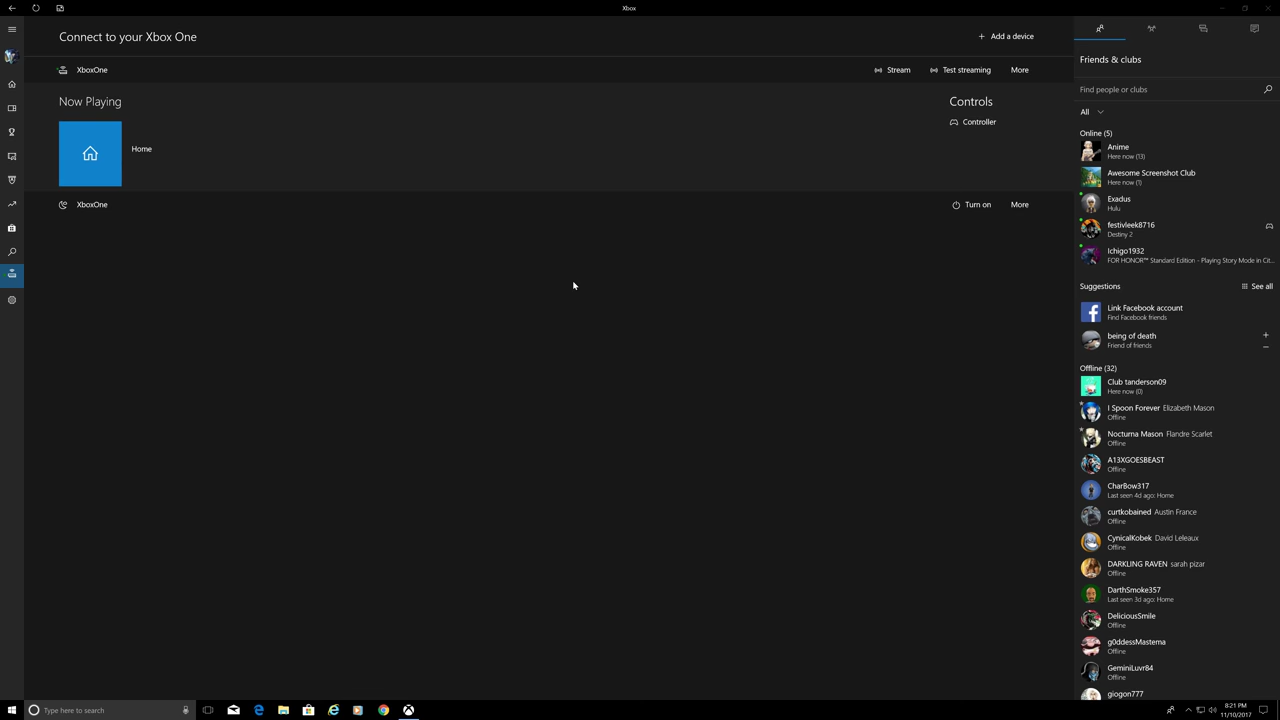 Xbox
Connect to your Xbox One
Add a device
XboxOne
Stream
Test streaming
More
Now Playing
Home
Controls
Controller
XboxOne
Turn on
More
Friends & clubs
Find people or clubs
All
Online (5)
Anime
Here now (13)
Awesome Screenshot Club
Here now (1)
Exadus
Hulu
festivleek8716
Destiny 2
Ichigo1932
FOR HONOR™ Standard Edition - Playing Story Mode in Cit...
Suggestions
See all
Link Facebook account
Find Facebook friends
being of death
Friend of friends
Offline (32)
Club tanderson09
Here now (0)
I Spoon Forever Elizabeth Mason
Offline
Nocturna Mason Flandre Scarlet
Offline
A13XGOESBEAST
Offline
CharBow317
Last seen 4d ago: Home
curtkobained Austin France
Offline
CynicalKobek David Leleaux
Offline
DARKLING RAVEN sarah pizar
Offline
DarthSmoke357
Last seen 3d ago: Home
DeliciousSmile
Offline
g0ddessMastema
Offline
GeminiLuvr84
Offline
giogon777
Type here to search
8:21 PM
11/10/2017